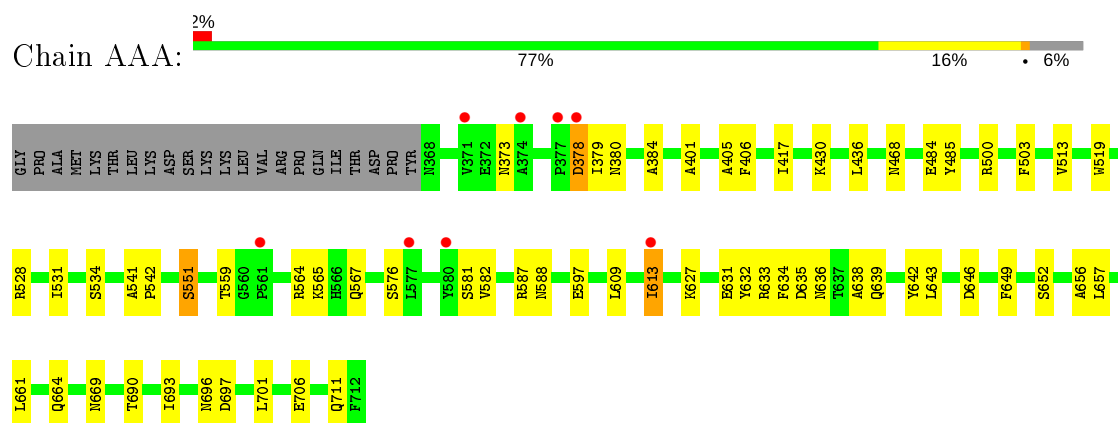 2%
Chain AAA:
77% 16% • 6%
GLY PRO ALA MET LYS THR LEU LYS ASP SER LYS LYS LEU VAL ARG PRO GLN ILE THR ASP PRO TYR N368 V371 E372 N373 A374 P377 D378 I379 N380 A384 A401 A405 F406 I417 K430 L436 N468 E484 Y485 R500 F503 V513 W519
R528 I531 S534 A541 P542 S551 T559 G560 P561 R564 K565 H566 Q567 S576 L577 Y580 S581 V582 R587 N588 E597 L609 I613 K627 E631 Y632 R633 F634 D635 N636 T637 A638 Q639 Y642 L643 D646 F649 S652 A656 L657
L661 Q664 N669 T690 I693 N696 D697 L701 E706 Q711 F712